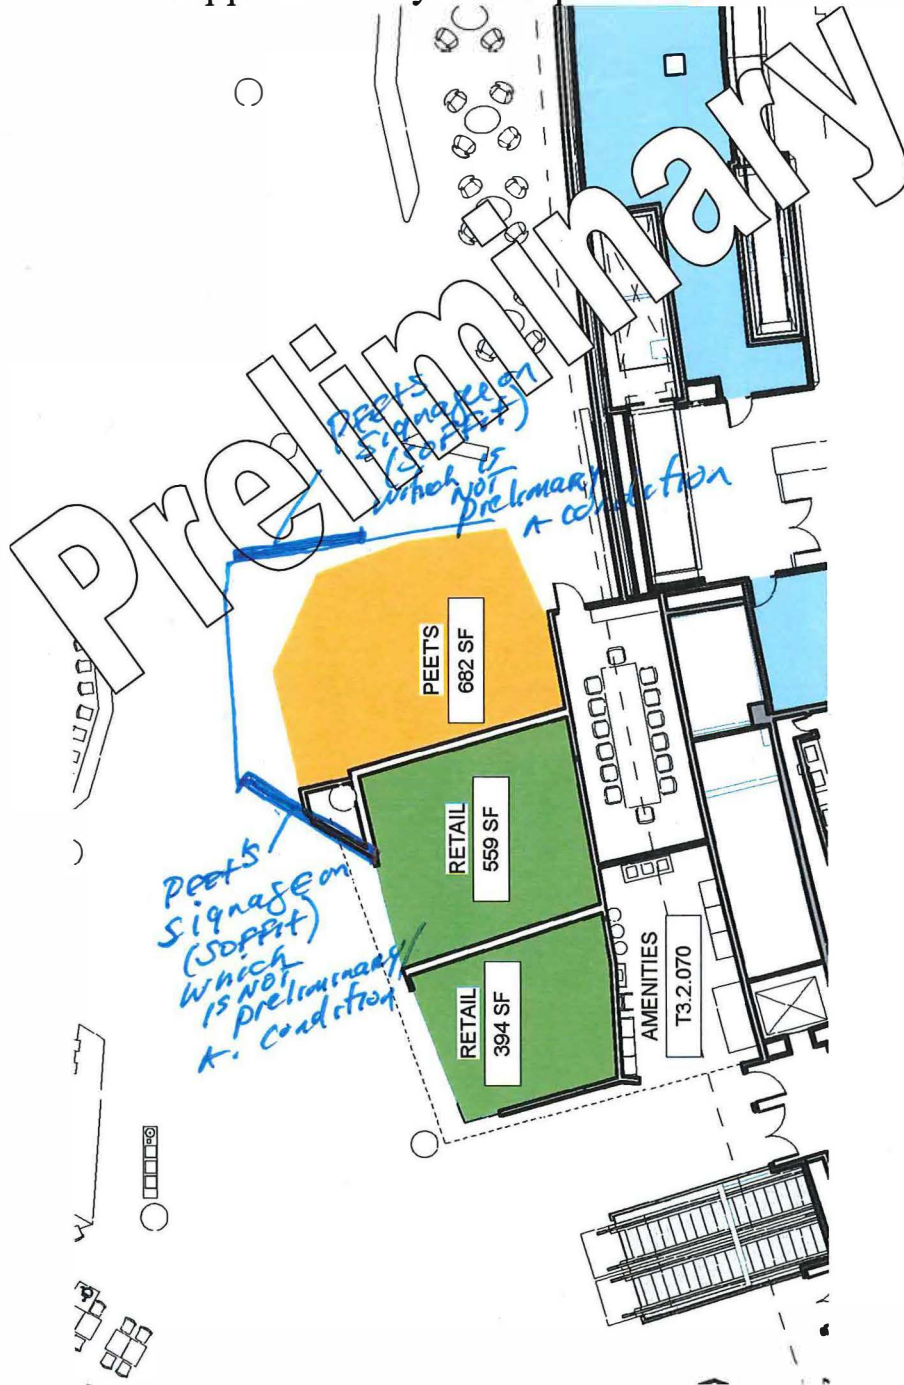 Preliminary
PEETS
Signage on
(soffit)
which is
NOT
prelimary
A condition
PEET'S
682 SF
RETAIL
559 SF
Peet's
signage on
(soffit)
which
is NOT
preliminary
A. condition
RETAIL
394 SF
AMENITIES
T3.2.070